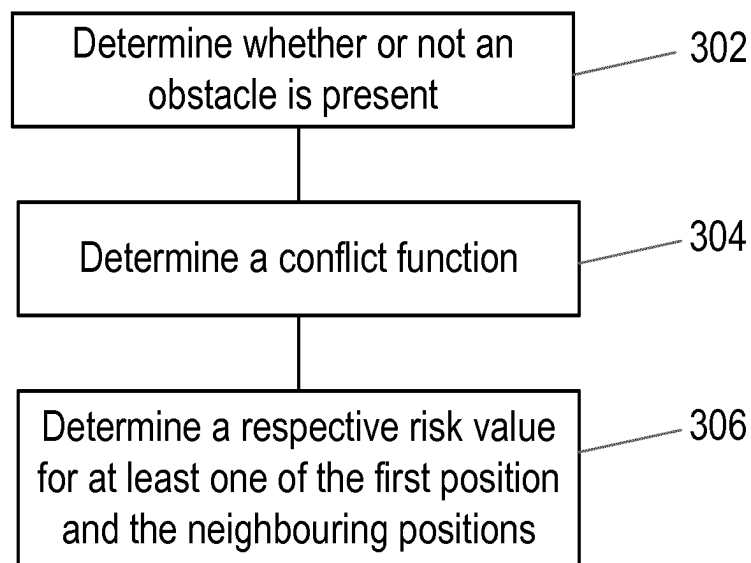 Determine whether or not an
obstacle is present
302
Determine a conflict function
304
Determine a respective risk value
for at least one of the first position
and the neighbouring positions
306